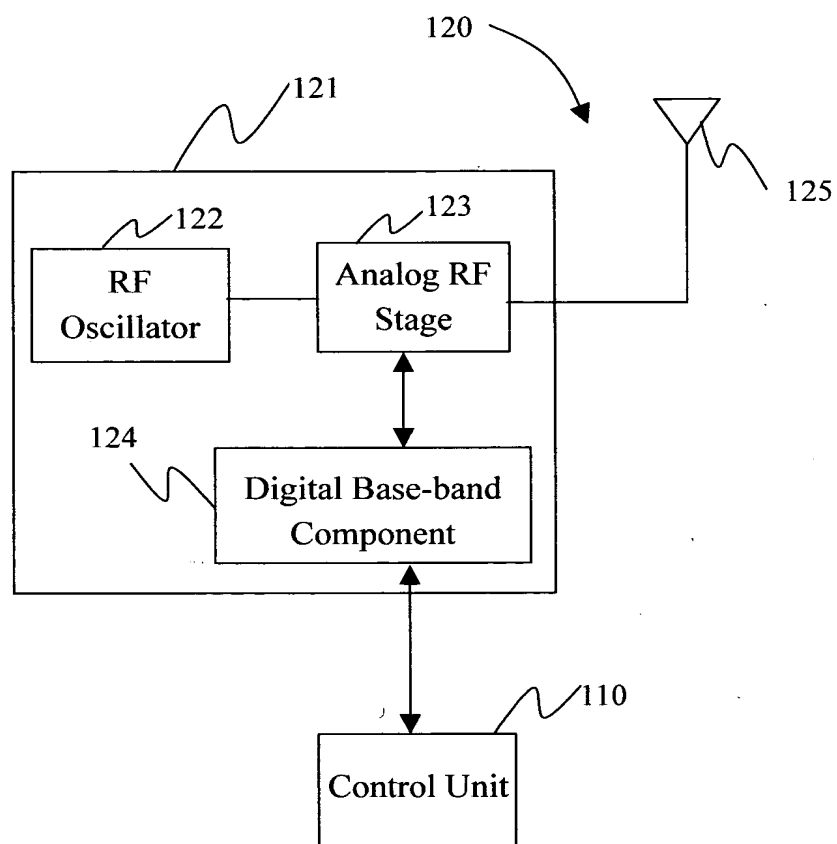 120
121
125
122
123
RF
Oscillator
Analog RF
Stage
124
Digital Base-band
Component
110
Control Unit